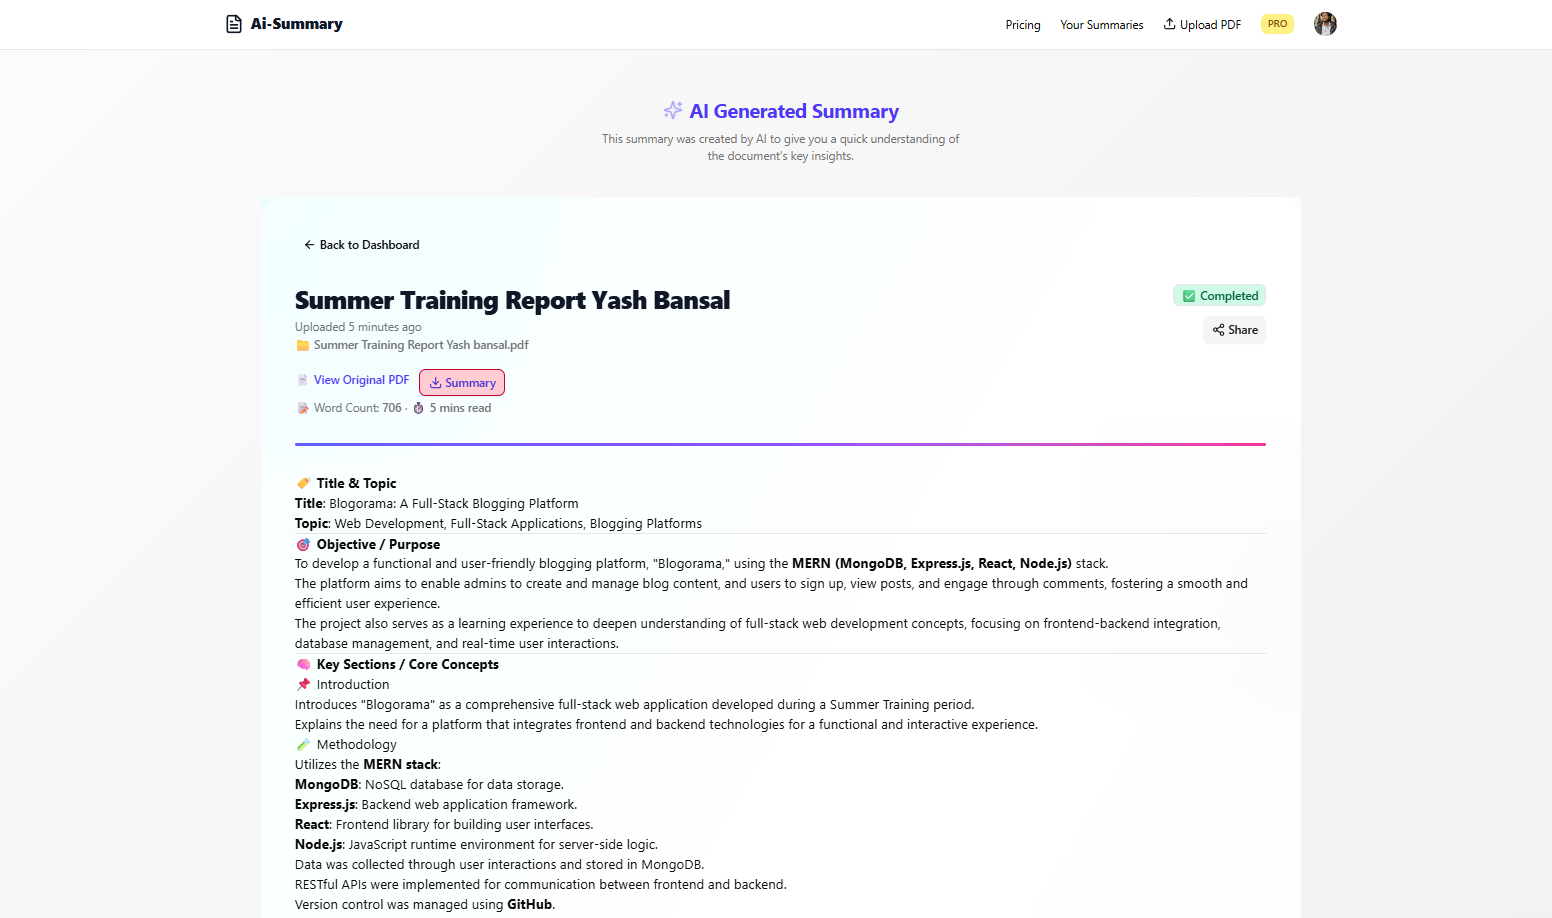 Ai-Summary
Pricing
Your Summaries
Upload PDF
PRO
AI Generated Summary
This summary was created by AI to give you a quick understanding of
the document's key insights.
Back to Dashboard
Summer Training Report Yash Bansal
Completed
Uploaded 5 minutes ago
Share
Summer Training Report Yash bansal.pdf
View Original PDF
Summary
Word Count: 706 · 5 mins read
Title & Topic
Title: Blogorama: A Full-Stack Blogging Platform
Topic: Web Development, Full-Stack Applications, Blogging Platforms
Objective / Purpose
To develop a functional and user-friendly blogging platform, "Blogorama," using the MERN (MongoDB, Express.js, React, Node.js) stack.
The platform aims to enable admins to create and manage blog content, and users to sign up, view posts, and engage through comments, fostering a smooth and
efficient user experience.
The project also serves as a learning experience to deepen understanding of full-stack web development concepts, focusing on frontend-backend integration,
database management, and real-time user interactions.
Key Sections / Core Concepts
Introduction
Introduces "Blogorama" as a comprehensive full-stack web application developed during a Summer Training period.
Explains the need for a platform that integrates frontend and backend technologies for a functional and interactive experience.
Methodology
Utilizes the MERN stack:
MongoDB: NoSQL database for data storage.
Express.js: Backend web application framework.
React: Frontend library for building user interfaces.
Node.js: JavaScript runtime environment for server-side logic.
Data was collected through user interactions and stored in MongoDB.
RESTful APIs were implemented for communication between frontend and backend.
Version control was managed using GitHub.